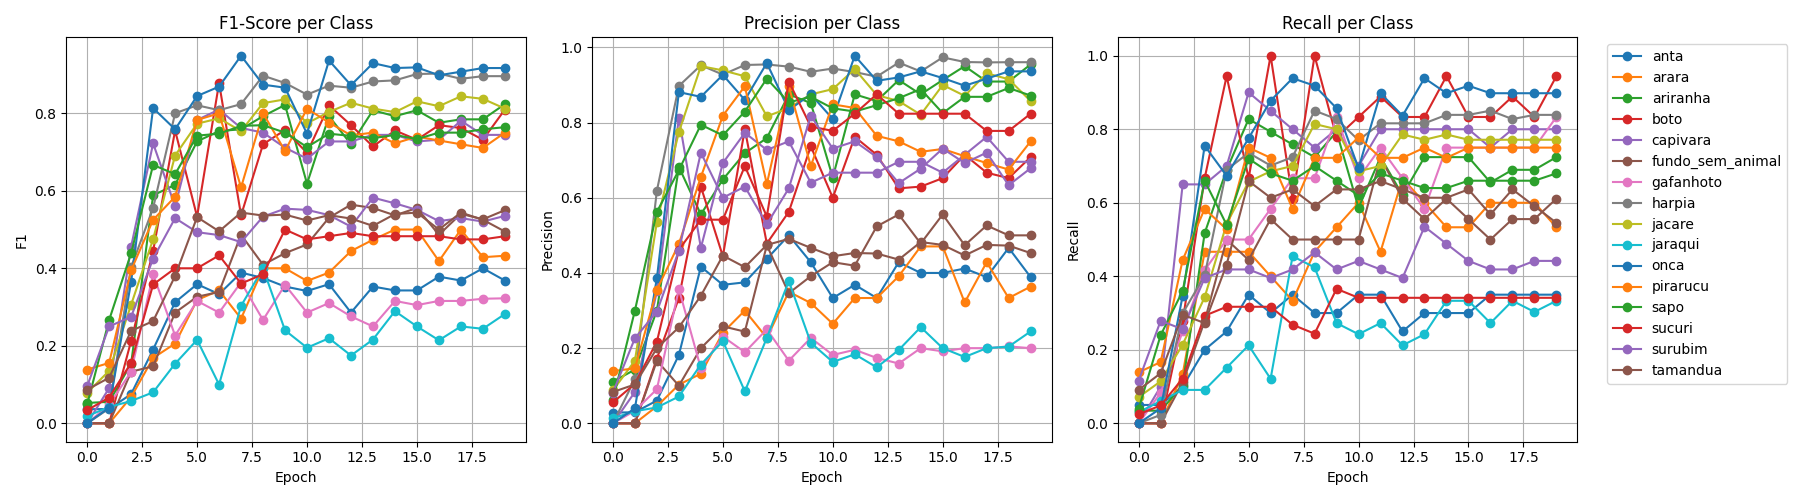 F1-Score per Class
F1
0.0
0.2
0.4
0.6
0.8
0.0 2.5 5.0 7.5 10.0 12.5 15.0 17.5
Epoch
Precision per Class
Precision
0.0
0.2
0.4
0.6
0.8
1.0
0.0 2.5 5.0 7.5 10.0 12.5 15.0 17.5
Epoch
Recall per Class
Recall
0.0
0.2
0.4
0.6
0.8
1.0
0.0 2.5 5.0 7.5 10.0 12.5 15.0 17.5
Epoch
anta
arara
ariranha
boto
capivara
fundo_sem_animal
gafanhoto
harpia
jacare
jaraqui
onca
pirarucu
sapo
sucuri
surubim
tamandua